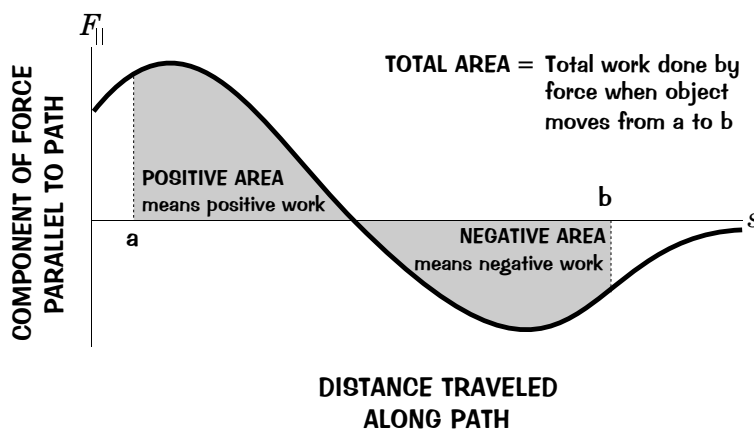 F||
TOTAL AREA = Total work done by
force when object
moves from a to b
COMPONENT OF FORCE
PARALLEL TO PATH
POSITIVE AREA
means positive work
a
b
s
NEGATIVE AREA
means negative work
DISTANCE TRAVELED
ALONG PATH